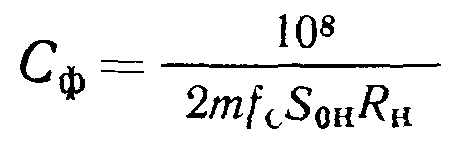 C_ф = 10^8 / (2mf_c S_0н R_н)